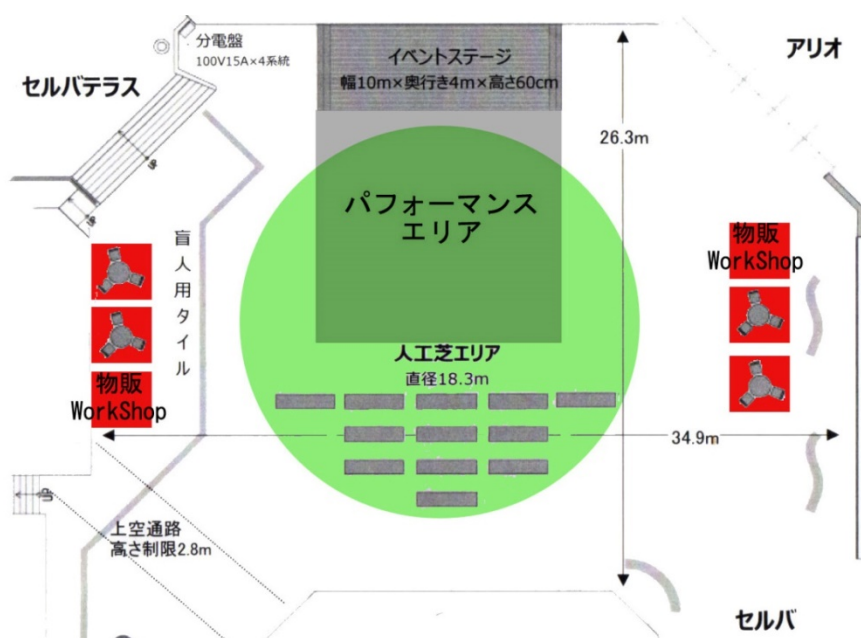 分電盤
100V15A×4系統
セルバテラス
イベントステージ
幅10m×奥行き4m×高さ60cm
アリオ
26.3m
パフォーマンス
エリア
盲人用タイル
物販
WorkShop
物販
WorkShop
人工芝エリア
直径18.3m
34.9m
上空通路
高さ制限2.8m
セルバ